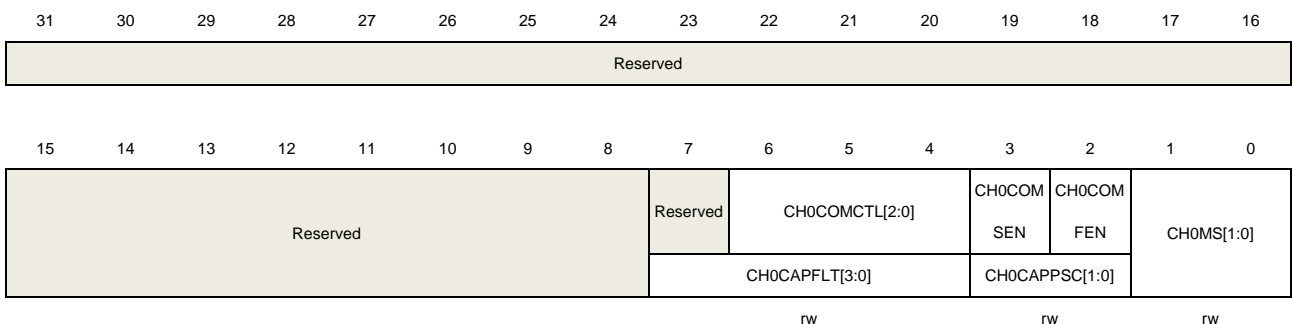 31 30 29 28 27 26 25 24 23 22 21 20 19 18 17 16
Reserved
15 14 13 12 11 10 9 8 7 6 5 4 3 2 1 0
Reserved
Reserved
CH0COMCTL[2:0]
CH0COM
SEN
CH0COM
FEN
CH0MS[1:0]
CH0CAPFLT[3:0]
CH0CAPPSC[1:0]
rw rw rw